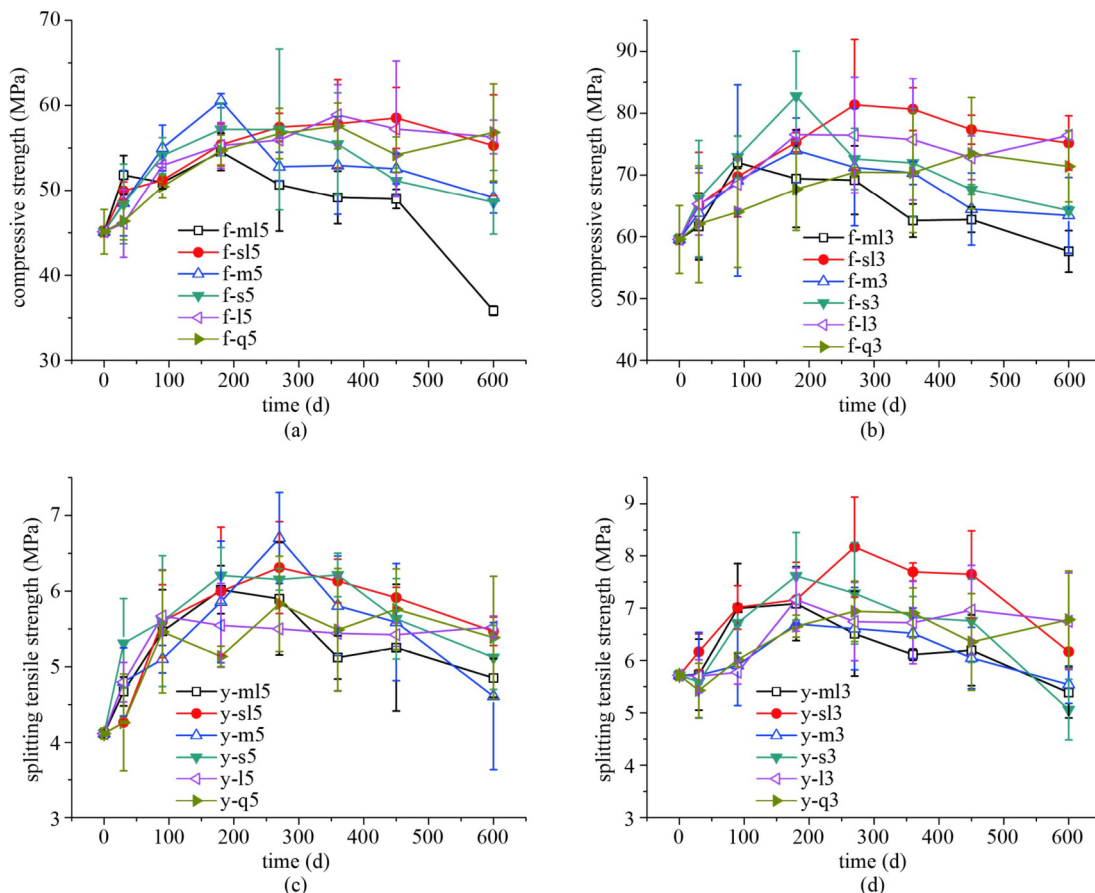 70
60
50
40
30
compressive strength (MPa)
f-ml5
f-sl5
f-m5
f-s5
f-l5
f-q5
0 100 200 300 400 500 600
time (d)
(a)
90
80
70
60
50
40
compressive strength (MPa)
f-ml3
f-sl3
f-m3
f-s3
f-l3
f-q3
0 100 200 300 400 500 600
time (d)
(b)
7
6
5
4
3
splitting tensile strength (MPa)
y-ml5
y-sl5
y-m5
y-s5
y-l5
y-q5
0 100 200 300 400 500 600
time (d)
(c)
9
8
7
6
5
4
3
splitting tensile strength (MPa)
y-ml3
y-sl3
y-m3
y-s3
y-l3
y-q3
0 100 200 300 400 500 600
time (d)
(d)